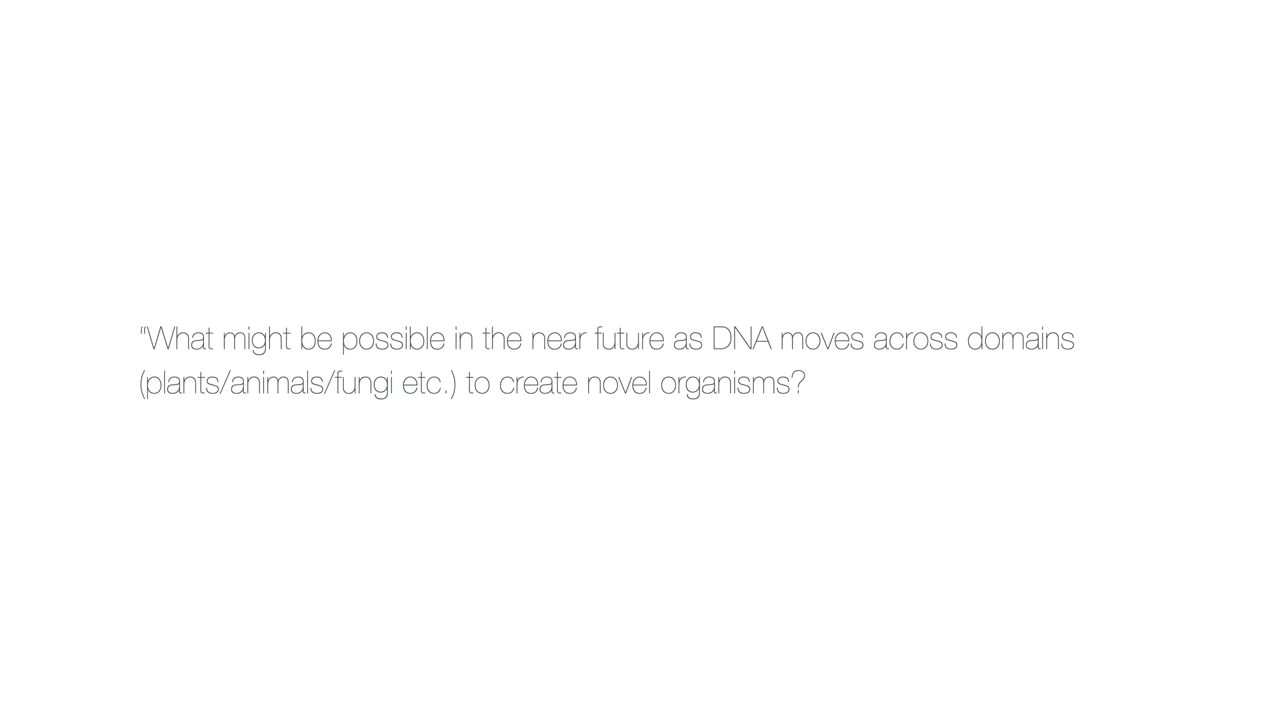 "What might be possible in the near future as DNA moves across domains
(plants/animals/fungi etc.) to create novel organisms?